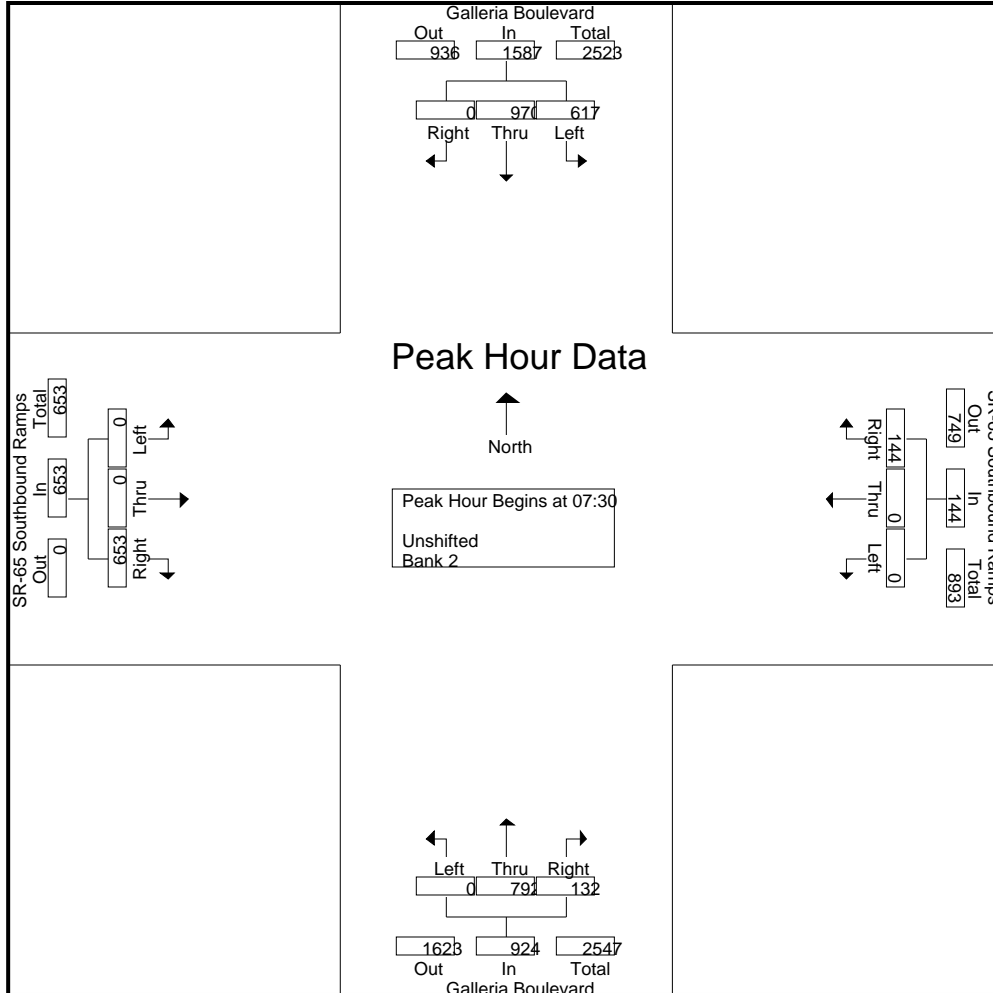 Galleria Boulevard
Out In Total
936 1587 2523
0 970 617
Right Thru Left
Peak Hour Data
North
Peak Hour Begins at 07:30
Unshifted
Bank 2
SR-65 Southbound Ramps
Out In Total
0 653 653
653 0 0
Right Thru Left
Southbound Ramps
Out In Total
749 144 893
144 0 0
Right Thru Left
Left Thru Right
0 792 132
1623 924 2547
Out In Total
Galleria Boulevard